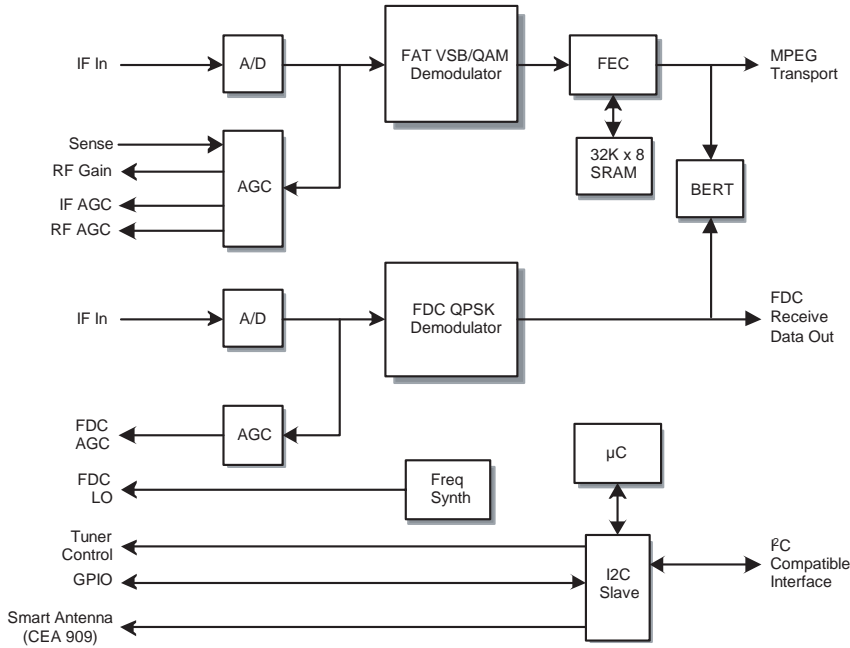 IF In
A/D
FAT VSB/QAM
Demodulator
FEC
MPEG
Transport
Sense
RF Gain
IF AGC
RF AGC
AGC
32K x 8
SRAM
BERT
IF In
A/D
FDC QPSK
Demodulator
FDC
Receive
Data Out
FDC
AGC
AGC
µC
FDC
LO
Freq
Synth
Tuner
Control
GPIO
I2C
Slave
I²C
Compatible
Interface
Smart Antenna
(CEA 909)